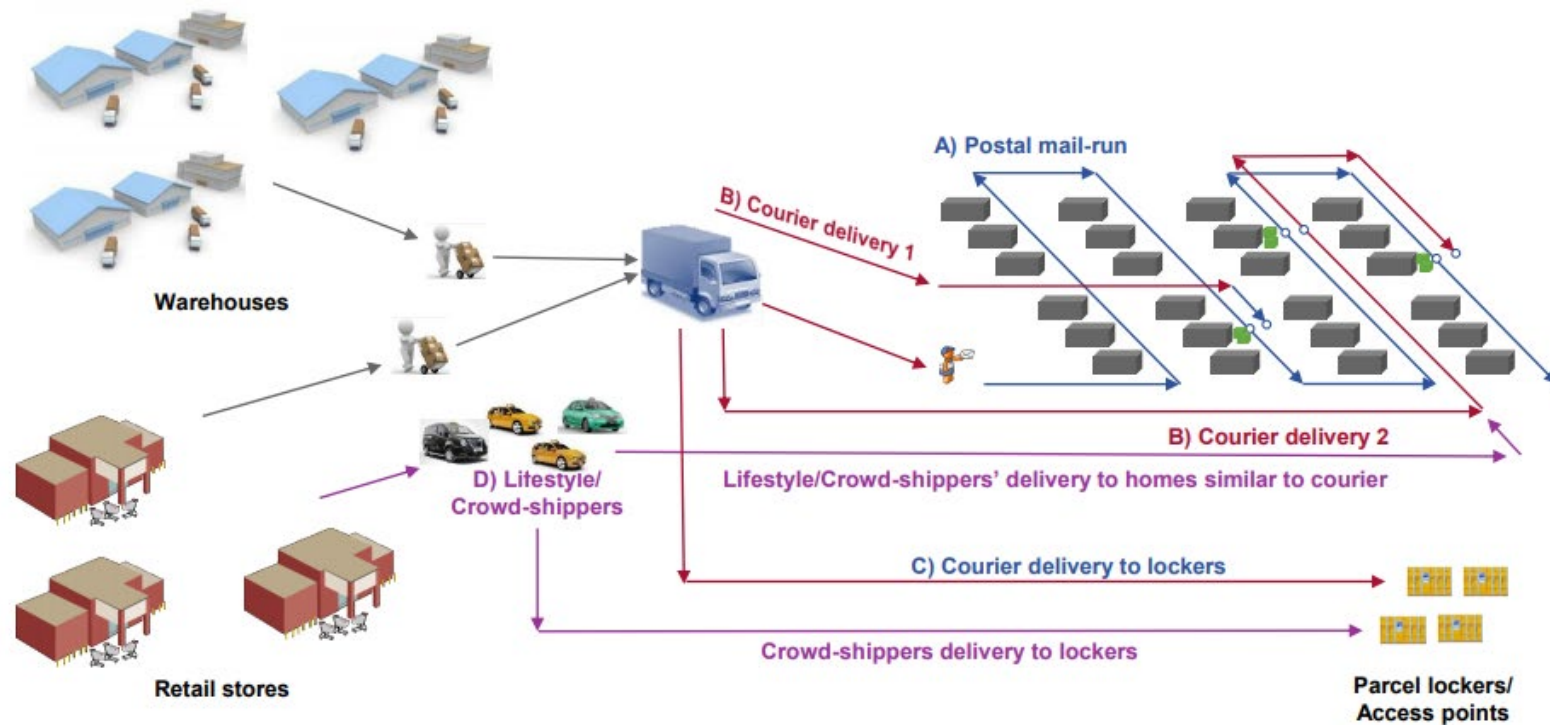 A) Postal mail-run
B) Courier delivery 1
Warehouses
B) Courier delivery 2
D) Lifestyle/
Crowd-shippers
Lifestyle/Crowd-shippers’ delivery to homes similar to courier
C) Courier delivery to lockers
Crowd-shippers delivery to lockers
Retail stores
Parcel lockers/
Access points